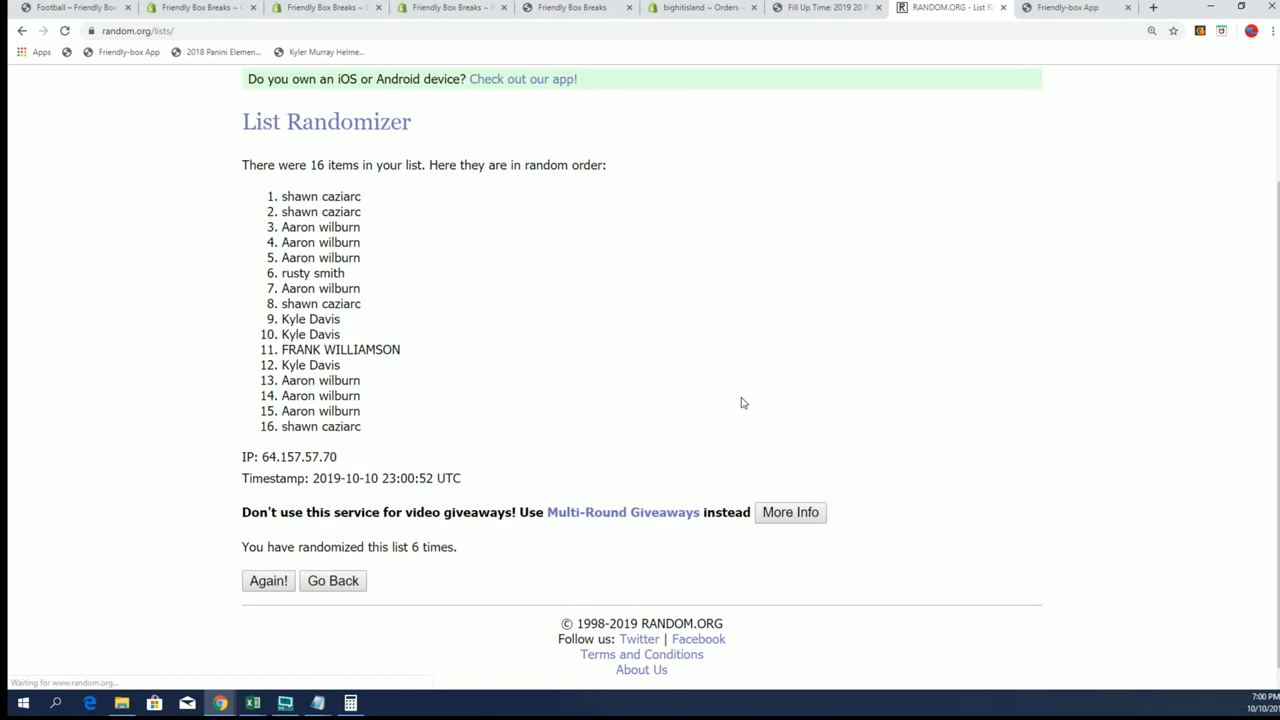 Football – Friendly Box
Friendly Box Breaks ~ C
Friendly Box Breaks ~ C
Friendly Box Breaks ~ P
Friendly Box Breaks
bighitisland ~ Orders ~
Fill Up Time: 2019 20 P
RANDOM.ORG - List R
Friendly-box App
random.org/lists/
Apps
Friendly-box App
2018 Panini Elemen...
Kyler Murray Helme...
Do you own an iOS or Android device? Check out our app!
List Randomizer
There were 16 items in your list. Here they are in random order:
1. shawn caziarc
2. shawn caziarc
3. Aaron wilburn
4. Aaron wilburn
5. Aaron wilburn
6. rusty smith
7. Aaron wilburn
8. shawn caziarc
9. Kyle Davis
10. Kyle Davis
11. FRANK WILLIAMSON
12. Kyle Davis
13. Aaron wilburn
14. Aaron wilburn
15. Aaron wilburn
16. shawn caziarc
IP: 64.157.57.70
Timestamp: 2019-10-10 23:00:52 UTC
Don't use this service for video giveaways! Use Multi-Round Giveaways instead More Info
You have randomized this list 6 times.
Again! Go Back
© 1998-2019 RANDOM.ORG
Follow us: Twitter | Facebook
Terms and Conditions
About Us
Waiting for www.random.org...
7:00 PM
10/10/201